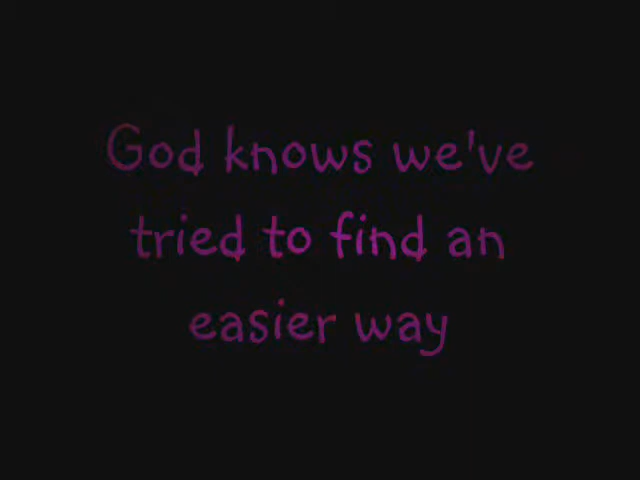 God knows we've
tried to find an
easier way